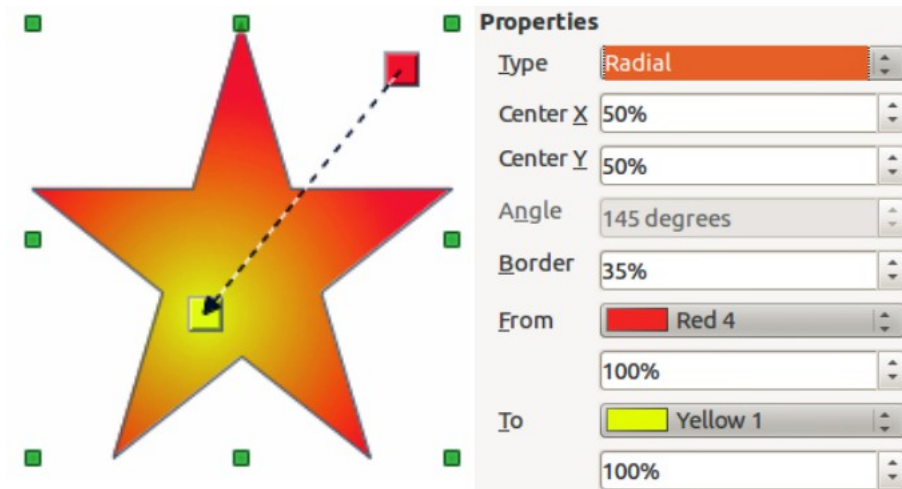 Properties
Type Radial
Center X 50%
Center Y 50%
Angle 145 degrees
Border 35%
From Red 4
100%
To Yellow 1
100%